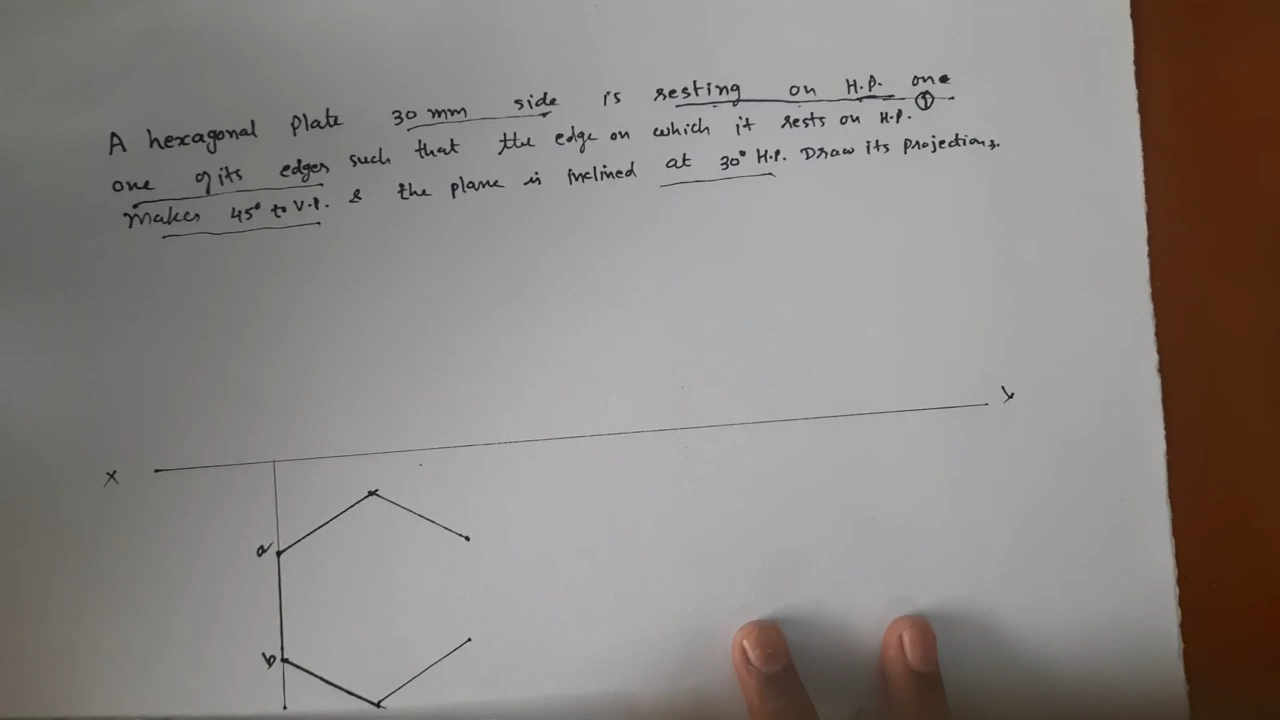 A hexagonal plate 30 mm side is resting on H.P. one
one of its edges such that the edge on which it rests on H.P. ①
makes 45° to V.P. & the plane is inclined at 30° H.P. Draw its projections.
X
Y
a
b